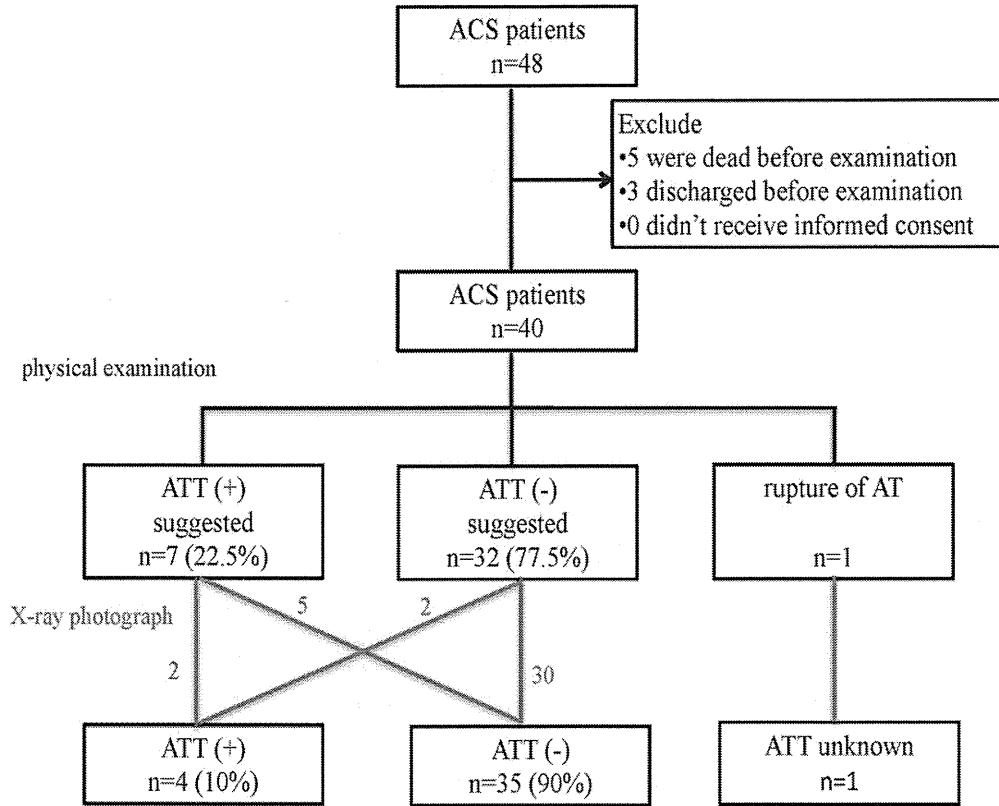 ACS patients
n=48
Exclude
•5 were dead before examination
•3 discharged before examination
•0 didn't receive informed consent
ACS patients
n=40
physical examination
ATT (+)
suggested
n=7 (22.5%)
ATT (-)
suggested
n=32 (77.5%)
rupture of AT
n=1
X-ray photograph
5
2
2
30
ATT (+)
n=4 (10%)
ATT (-)
n=35 (90%)
ATT unknown
n=1